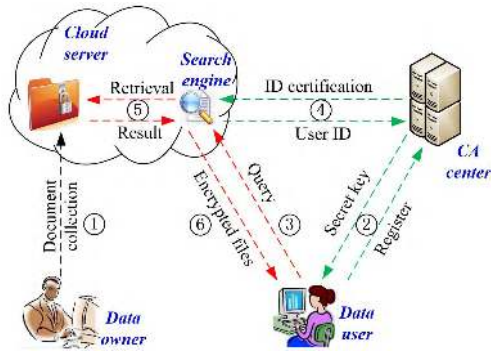 Cloud
server
Search
engine
Retrieval
⑤
Result
ID certification
④
User ID
CA
center
Document
collection
①
Encrypted files
⑥
Query
③
Secret key
②
Register
Data
owner
Data
user